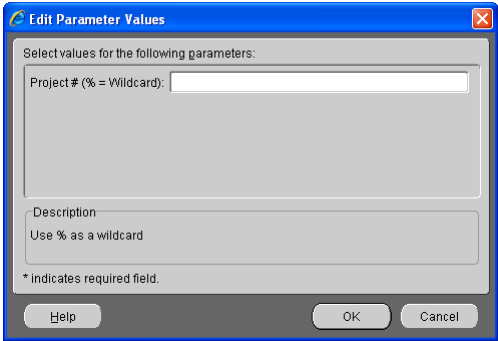 Edit Parameter Values
Select values for the following parameters:
Project # (% = Wildcard):
Description
Use % as a wildcard
* indicates required field.
Help OK Cancel